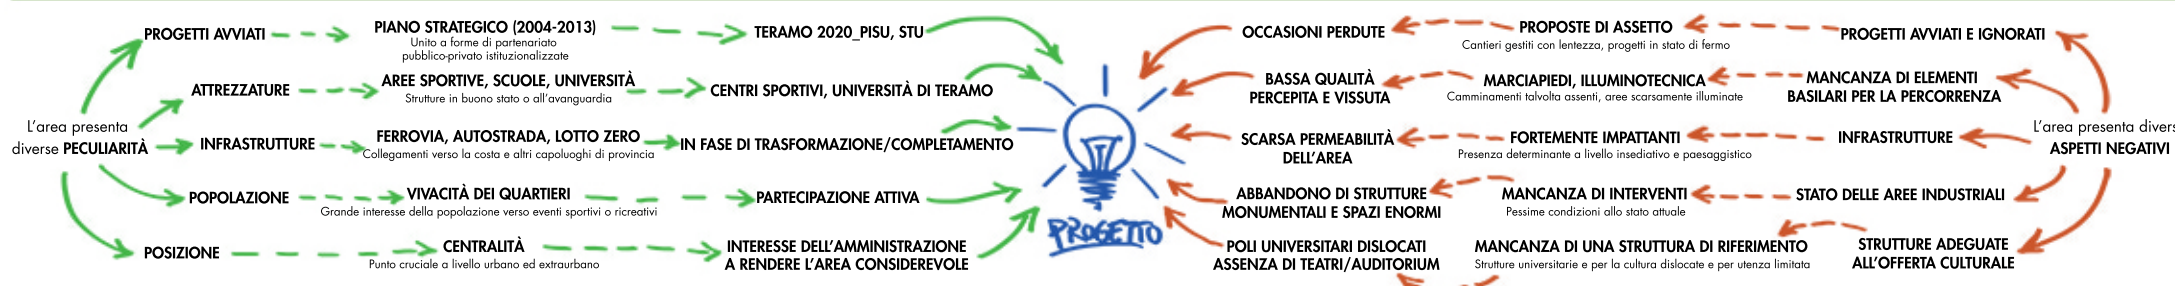 L'area presenta
diverse PECULIARITÀ
PROGETTI AVVIATI
PIANO STRATEGICO (2004-2013)
Unito a forme di partenariato
pubblico-privato istituzionalizzate
TERAMO 2020_PISU, STU
ATTREZZATURE
AREE SPORTIVE, SCUOLE, UNIVERSITÀ
Strutture in buono stato o all'avanguardia
CENTRI SPORTIVI, UNIVERSITÀ DI TERAMO
INFRASTRUTTURE
FERROVIA, AUTOSTRADA, LOTTO ZERO
Collegamenti verso la costa e altri capoluoghi di provincia
IN FASE DI TRASFORMAZIONE/COMPLETAMENTO
POPOLAZIONE
VIVACITÀ DEI QUARTIERI
Grande interesse della popolazione verso eventi sportivi o ricreativi
PARTECIPAZIONE ATTIVA
POSIZIONE
CENTRALITÀ
Punto cruciale a livello urbano ed extraurbano
INTERESSE DELL'AMMINISTRAZIONE
A RENDERE L'AREA CONSIDEREVOLE
PROGETTO
OCCASIONI PERDUTE
PROPOSTE DI ASSETTO
Cantieri gestiti con lentezza, progetti in stato di fermo
PROGETTI AVVIATI E IGNORATI
BASSA QUALITÀ
PERCEPITA E VISSUTA
MARCIAPIEDI, ILLUMINOTECNICA
Camminamenti talvolta assenti, aree scarsamente illuminate
MANCANZA DI ELEMENTI
BASILARI PER LA PERCORRENZA
SCARSA PERMEABILITÀ
DELL'AREA
FORTEMENTE IMPATTANTI
Presenza determinante a livello insediativo e paesaggistico
INFRASTRUTTURE
ABBANDONO DI STRUTTURE
MONUMENTALI E SPAZI ENORMI
MANCANZA DI INTERVENTI
Pessime condizioni allo stato attuale
STATO DELLE AREE INDUSTRIALI
POLI UNIVERSITARI DISLOCATI
ASSENZA DI TEATRI/AUDITORIUM
MANCANZA DI UNA STRUTTURA DI RIFERIMENTO
Strutture universitarie e per la cultura dislocate e per utenza limitata
STRUTTURE ADEGUATE
ALL'OFFERTA CULTURALE
L'area presenta divers
ASPETTI NEGATIVI